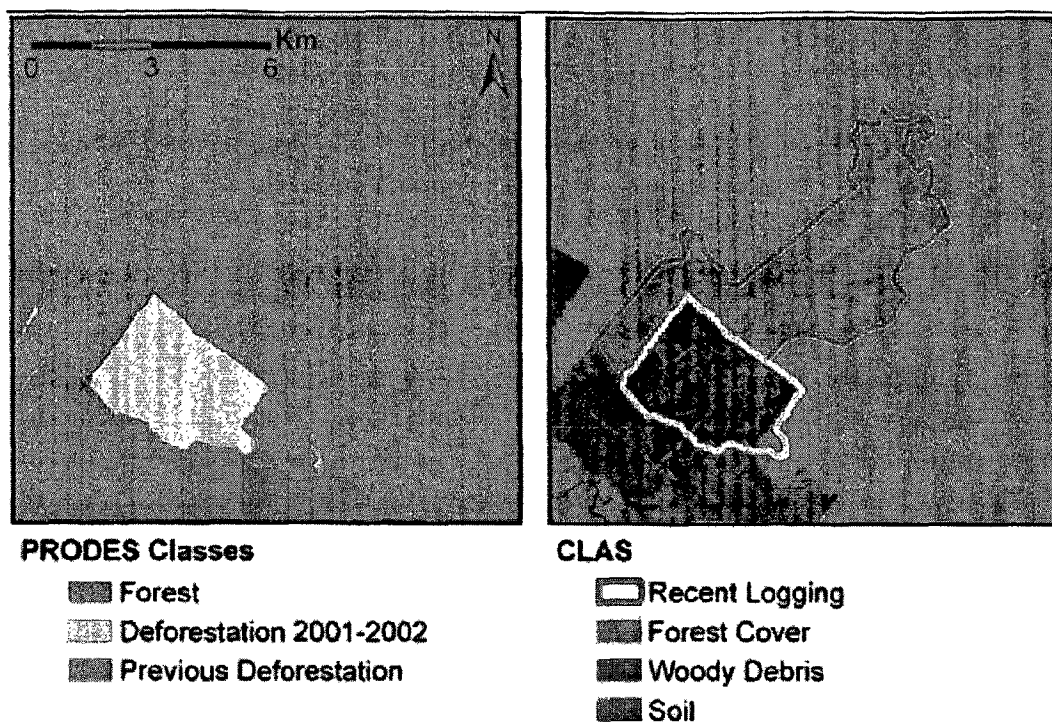 Km
N
0 3 6
PRODES Classes
Forest
Deforestation 2001-2002
Previous Deforestation
CLAS
Recent Logging
Forest Cover
Woody Debris
Soil